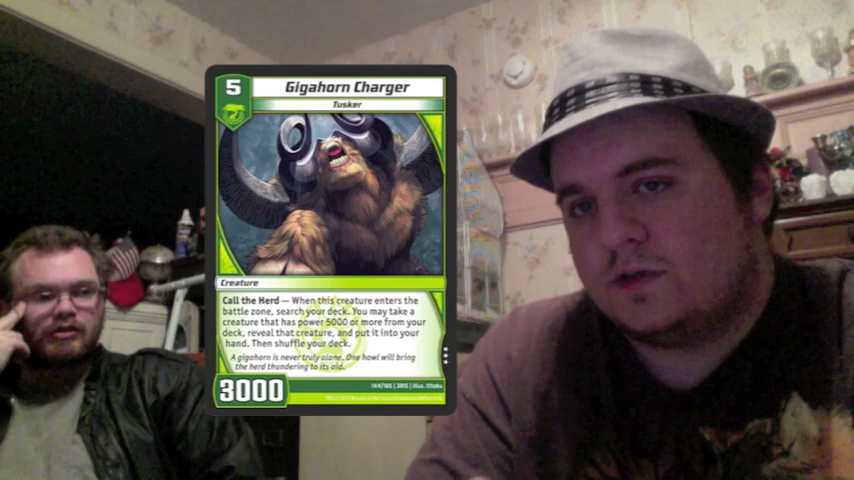 5
Gigahorn Charger
Tusker
Creature
Call the Herd — When this creature enters the
battle zone, search your deck. You may take a
creature that has power 5000 or more from your
deck, reveal that creature, and put it into your
hand. Then shuffle your deck.
A gigahorn is never truly alone. One howl will bring
the herd thundering to its aid.
3000